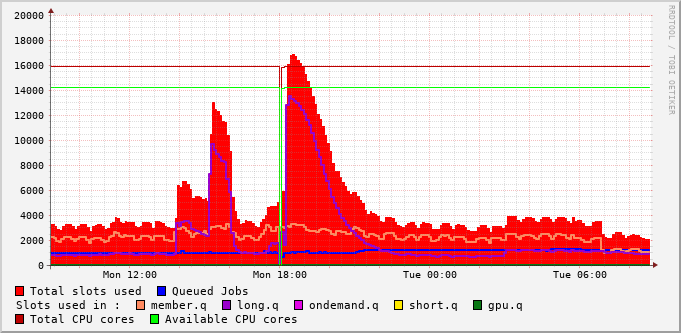 20000
18000
16000
14000
12000
10000
8000
6000
4000
2000
0
Mon 12:00 Mon 18:00 Tue 00:00 Tue 06:00
RRDTOOL / TOBI OETIKER
Total slots used Queued Jobs
Slots used in : member.q long.q ondemand.q short.q gpu.q
Total CPU cores Available CPU cores